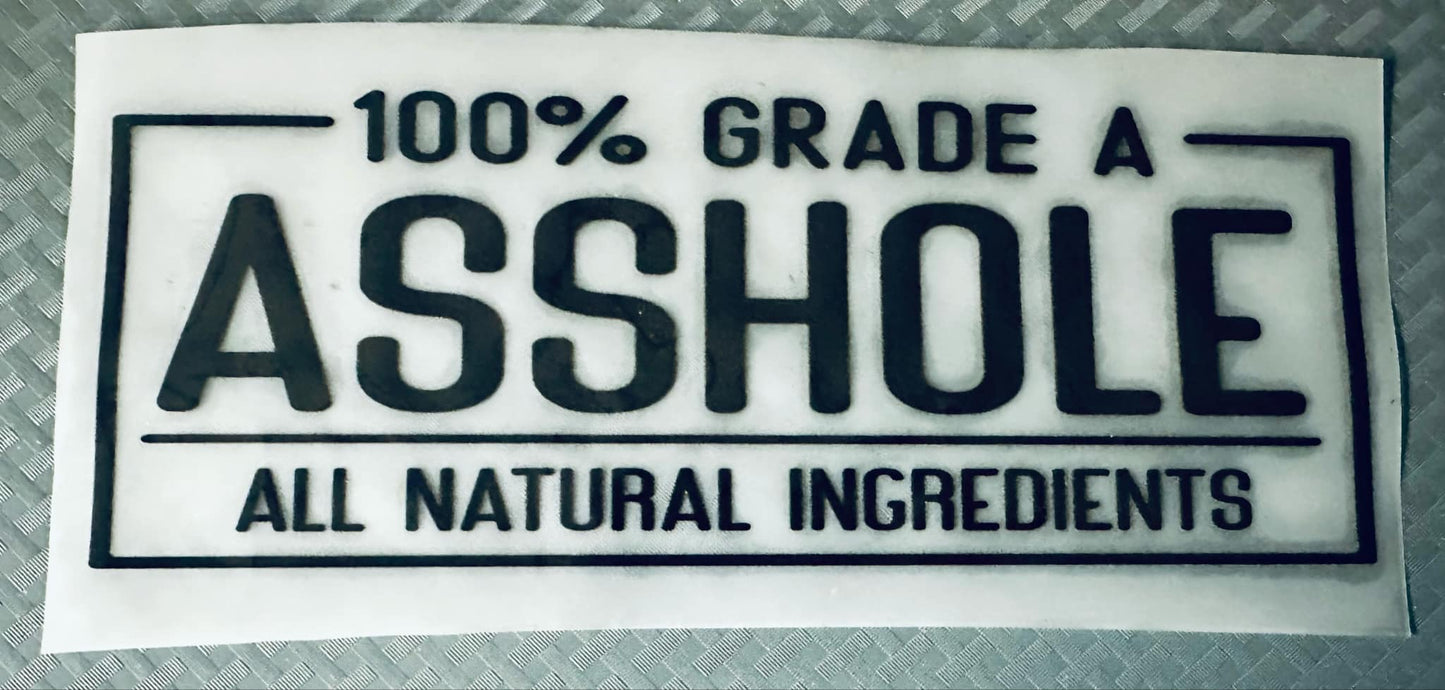 100% GRADE A
ASSHOLE
ALL NATURAL INGREDIENTS